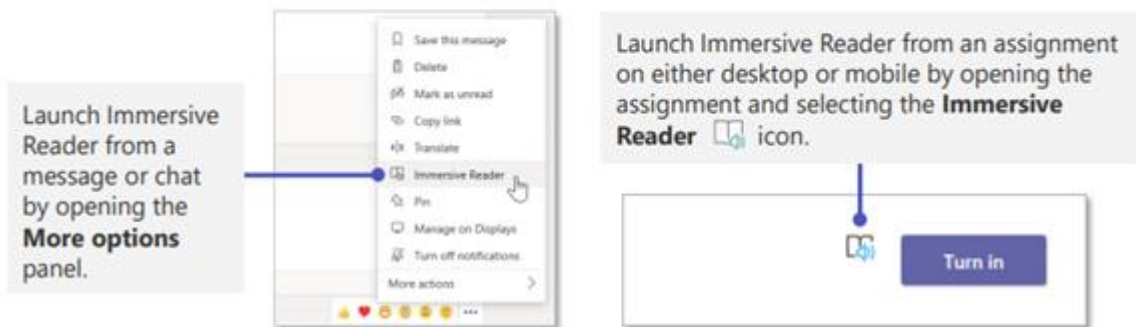 Launch Immersive
Reader from a
message or chat
by opening the
More options
panel.
Save this message
Delete
Mark as unread
Copy link
Translate
Immersive Reader
Pin
Manage on Displays
Turn off notifications
More actions
Launch Immersive Reader from an assignment
on either desktop or mobile by opening the
assignment and selecting the Immersive
Reader icon.
Turn in